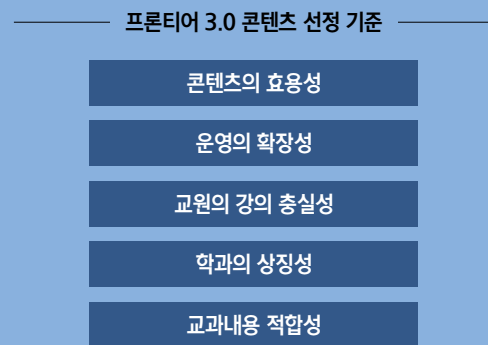 프론티어 3.0 콘텐츠 선정 기준
콘텐츠의 효용성
운영의 확장성
교원의 강의 충실성
학과의 상징성
교과내용 적합성